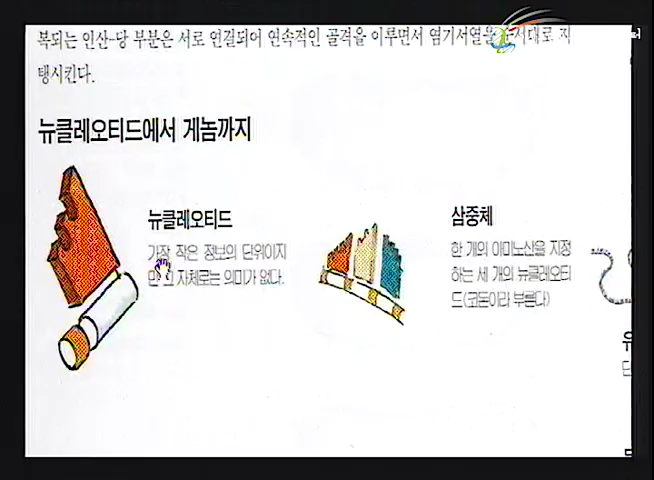 복되는 인산-당 부분은 서로 연결되어 연속적인 골격을 이루면서 염기서열을 순서대로 지
탱시킨다.
뉴클레오티드에서 게놈까지
뉴클레오티드
가장 작은 정보의 단위이지
만 그 자체로는 의미가 없다.
삼중체
한 개의 아미노산을 지정
하는 세 개의 뉴클레오티
드(코돈이라 부른다)